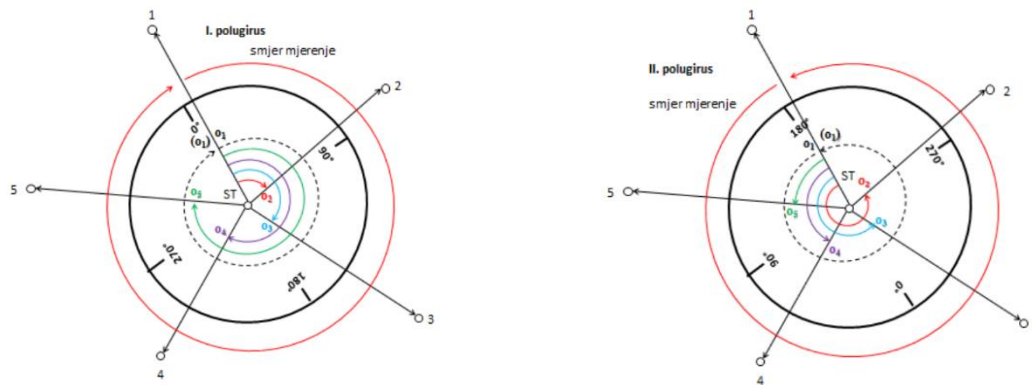 1
I. polugirus
smjer mjerenje
2
0°
o₁
(o₁)
90°
5
o₅
ST
o₂
o₃
o₄
270°
180°
3
4
1
II. polugirus
smjer mjerenje
2
180°
o₁ (o₁)
270°
5
ST
o₂
o₅
o₃
o₄
90°
0°
4